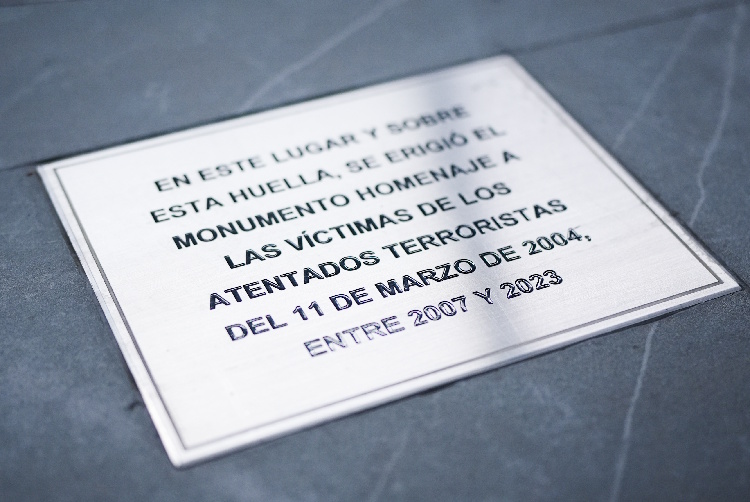 EN ESTE LUGAR Y SOBRE
ESTA HUELLA, SE ERIGIÓ EL
MONUMENTO HOMENAJE A
LAS VÍCTIMAS DE LOS
ATENTADOS TERRORISTAS
DEL 11 DE MARZO DE 2004,
ENTRE 2007 Y 2023